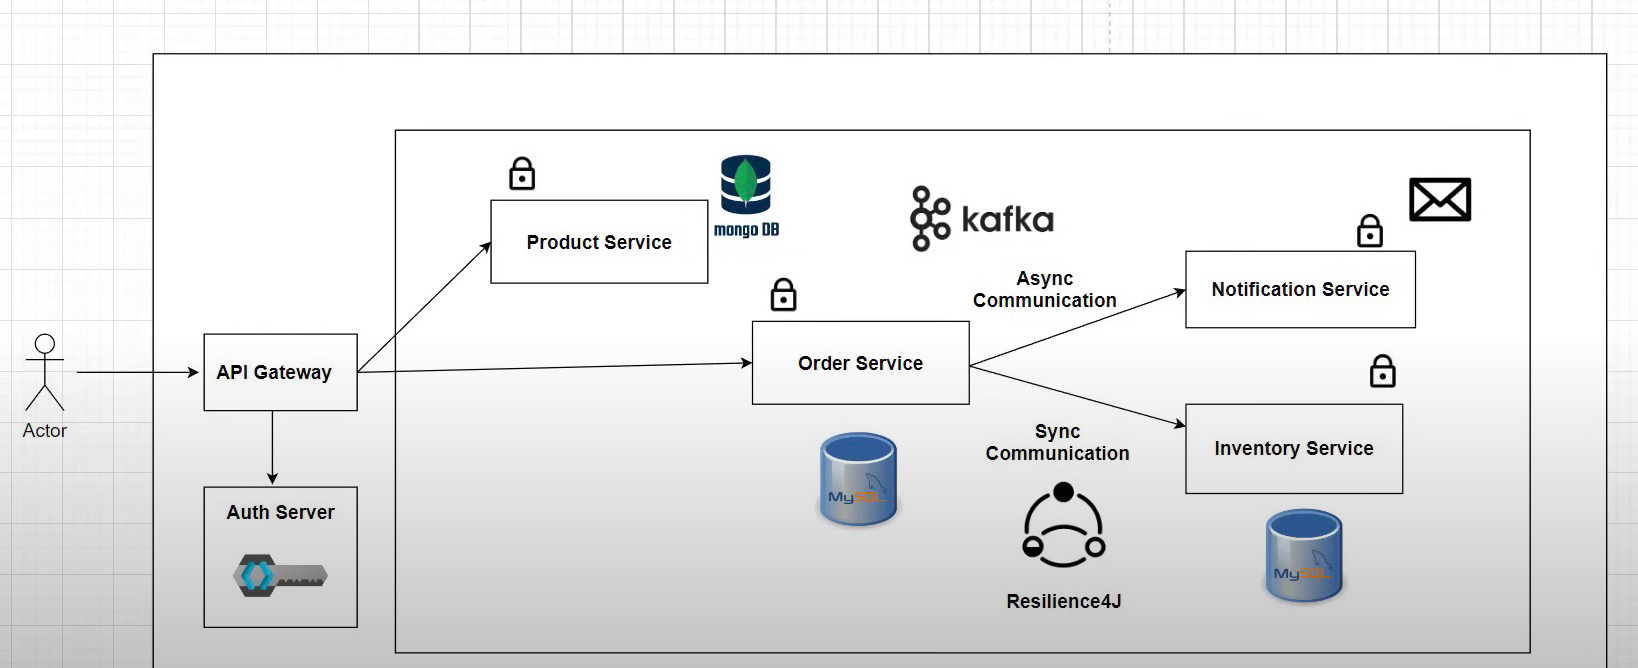 mongo DB
Product Service
kafka
Async
Communication
Notification Service
Order Service
API Gateway
Actor
Sync
Communication
Inventory Service
MySQL
Auth Server
MySQL
Resilience4J